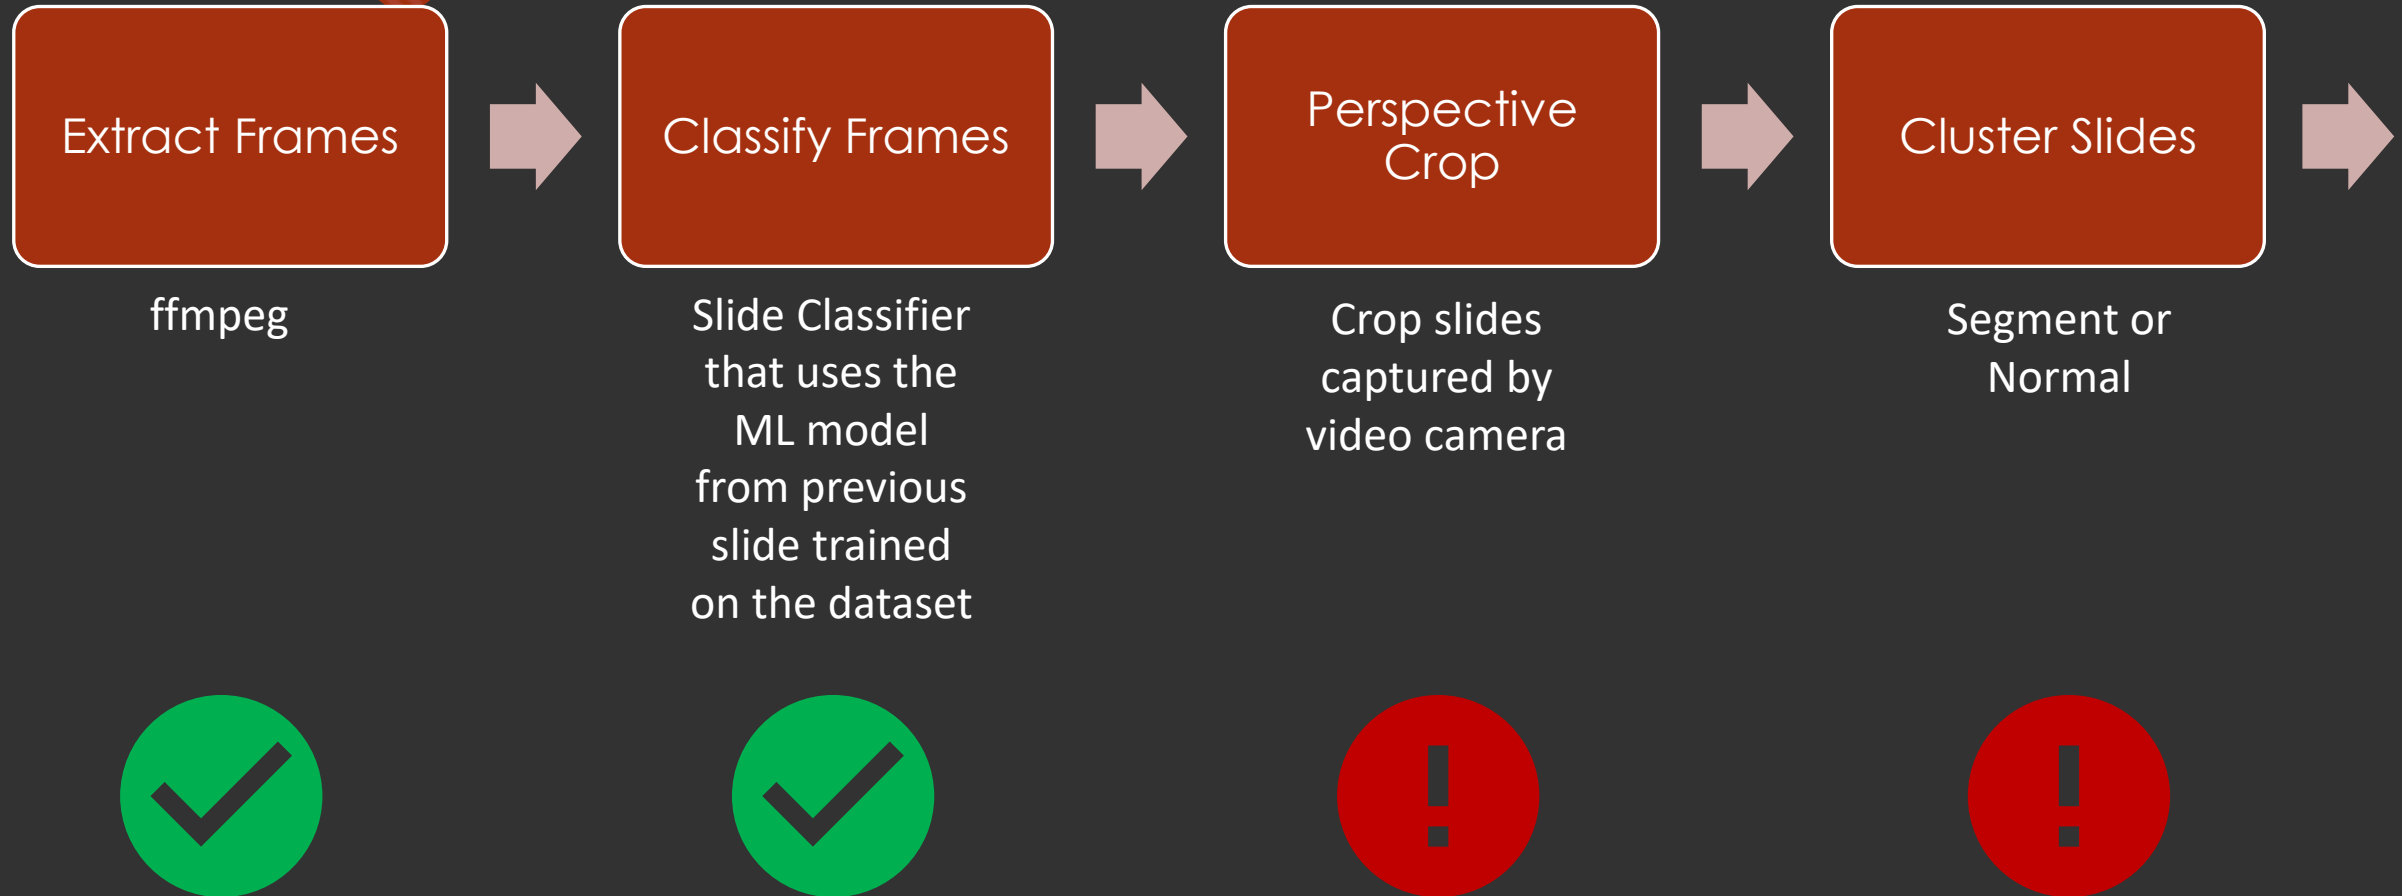 Extract Frames
Classify Frames
Perspective
Crop
Cluster Slides
ffmpeg
Slide Classifier
that uses the
ML model
from previous
slide trained
on the dataset
Crop slides
captured by
video camera
Segment or
Normal